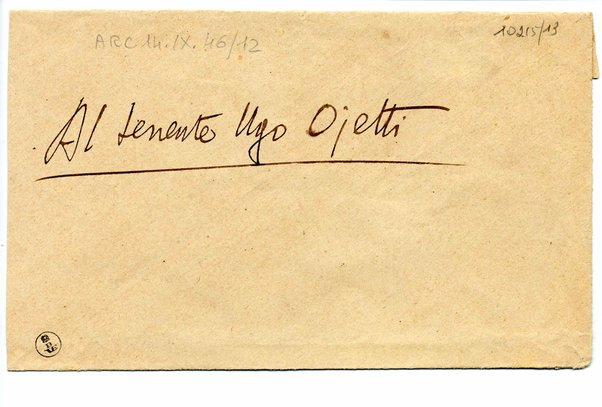 ARC 14.IX.46/12
10215/13
Al tenente Ugo Ojetti